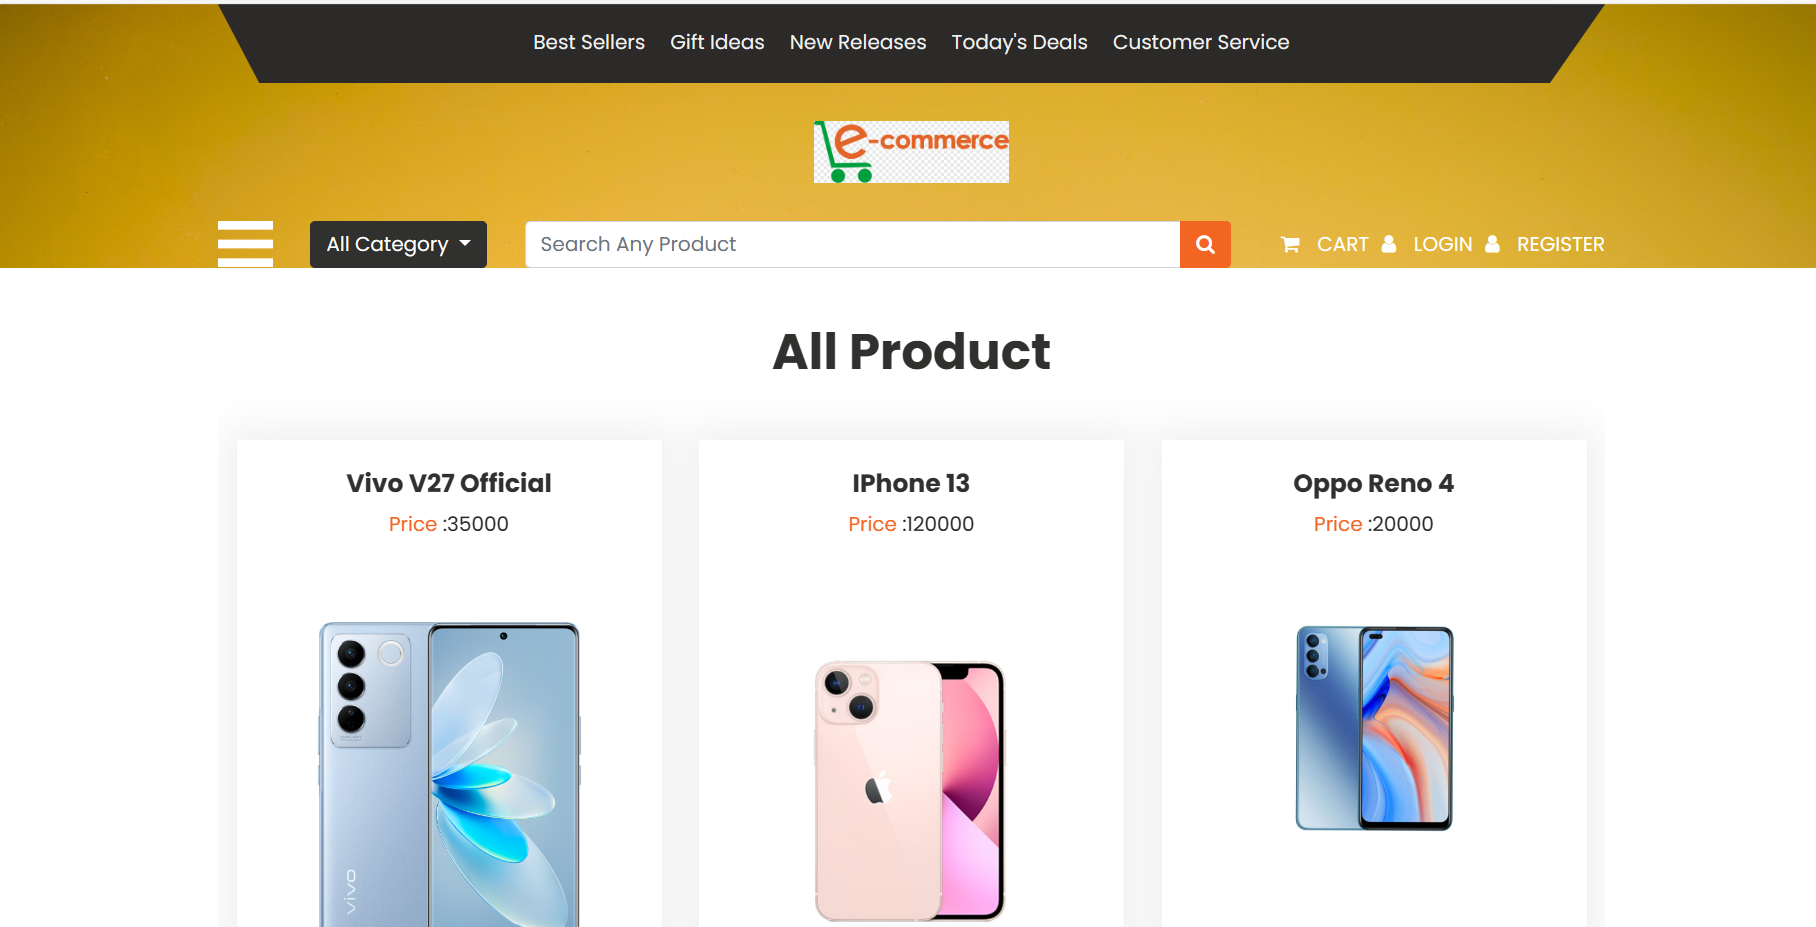 Best Sellers Gift Ideas New Releases Today's Deals Customer Service
e-commerce
All Category Search Any Product CART LOGIN REGISTER
All Product
Vivo V27 Official
Price :35000
IPhone 13
Price :120000
Oppo Reno 4
Price :20000
vivo